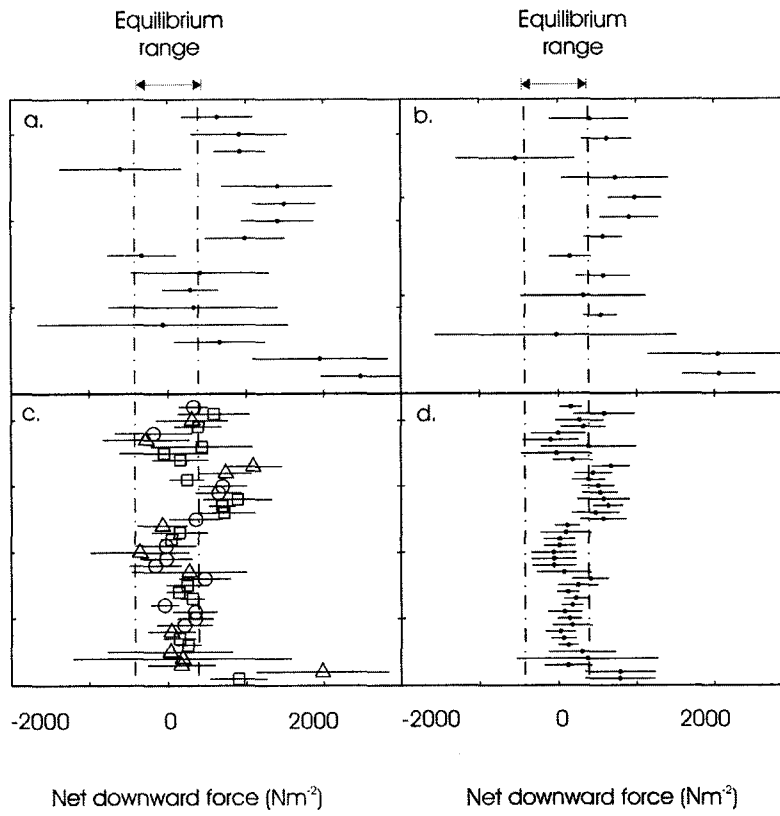 Equilibrium
range
Equilibrium
range
a.
b.
c.
d.
-2000 0 2000
-2000 0 2000
Net downward force (Nm⁻²)
Net downward force (Nm⁻²)